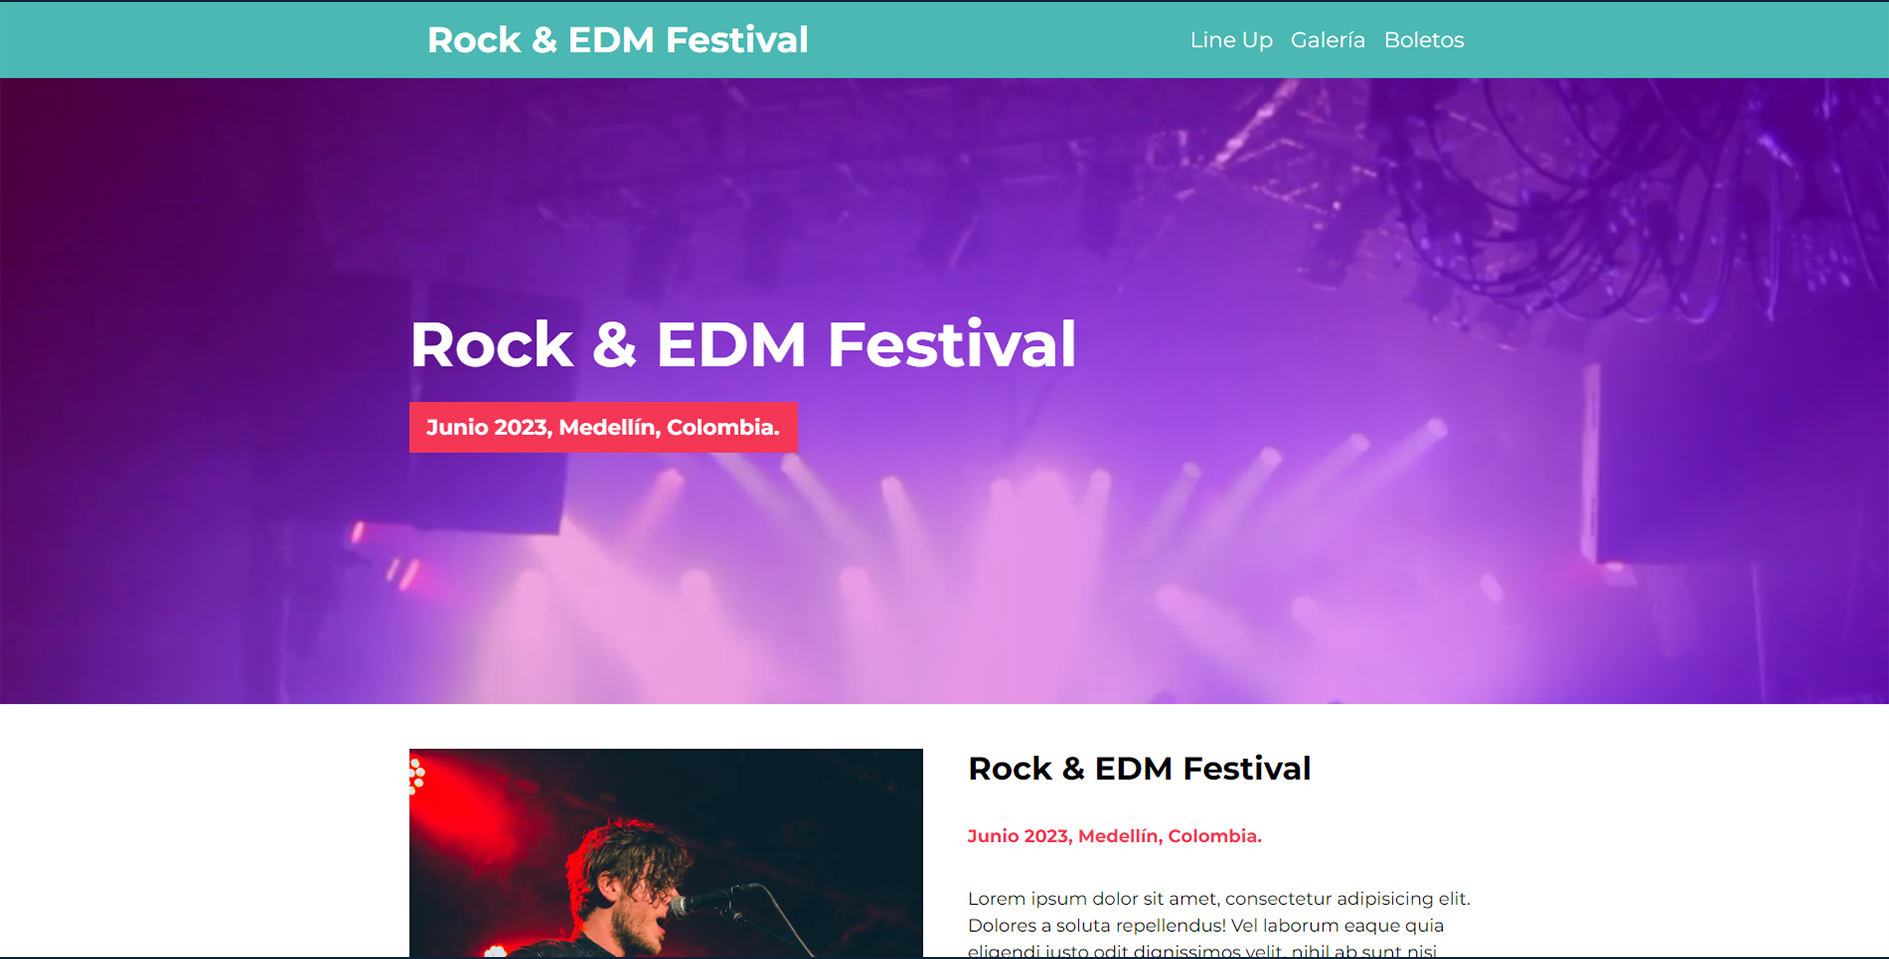 Rock & EDM Festival
Line Up Galería Boletos
Rock & EDM Festival
Junio 2023, Medellín, Colombia.
Rock & EDM Festival
Junio 2023, Medellín, Colombia.
Lorem ipsum dolor sit amet, consectetur adipisicing elit.
Dolores a soluta repellendus! Vel laborum eaque quia
eligendi iusto odit dignissimos velit, nihil ab sunt nisi